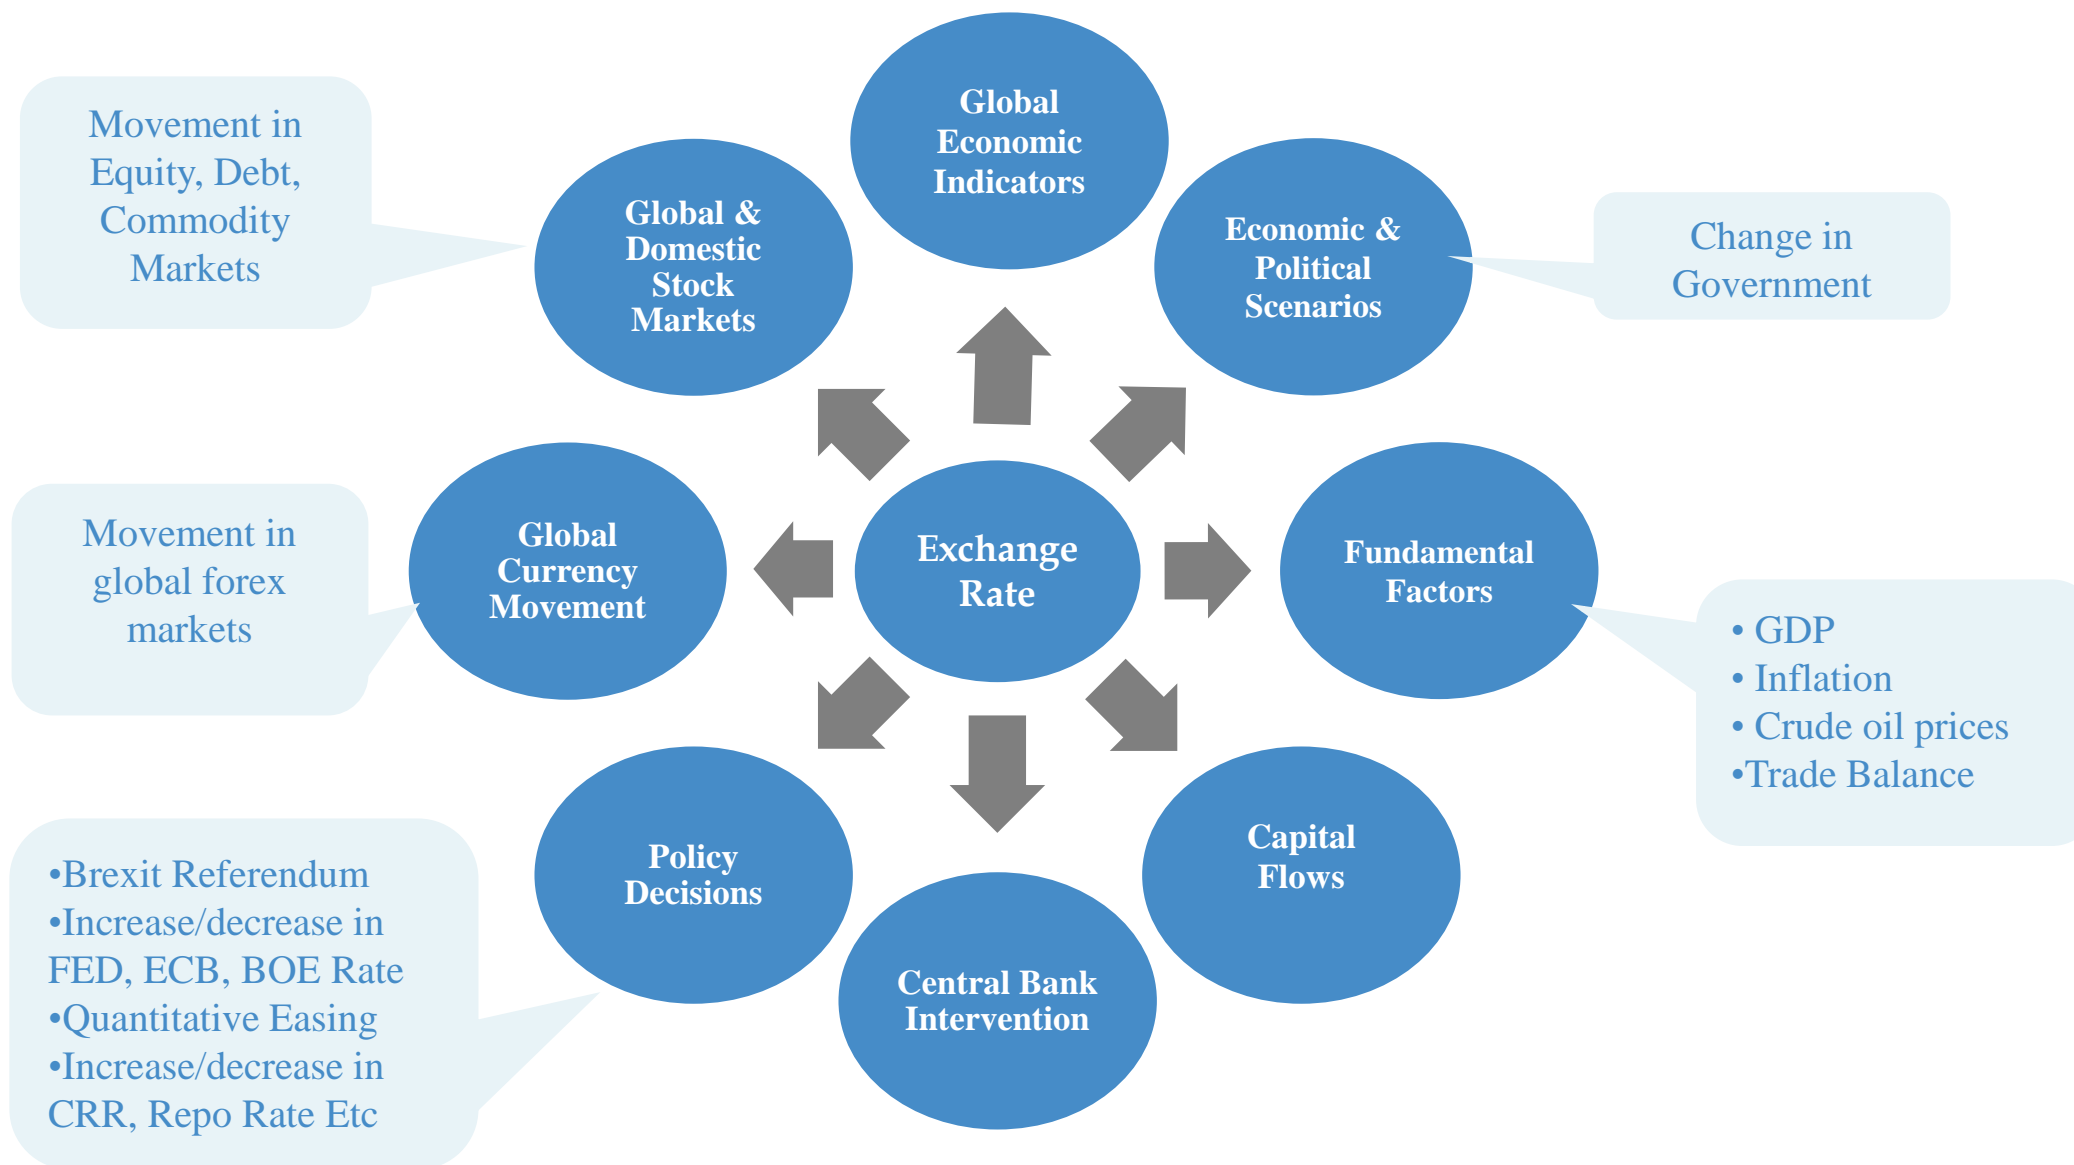 Global
Economic
Indicators
Movement in
Equity, Debt,
Commodity
Markets
Global &
Domestic
Stock
Markets
Economic &
Political
Scenarios
Change in
Government
Movement in
global forex
markets
Global
Currency
Movement
Exchange
Rate
Fundamental
Factors
• GDP
• Inflation
• Crude oil prices
•Trade Balance
Policy
Decisions
Capital
Flows
•Brexit Referendum
•Increase/decrease in
FED, ECB, BOE Rate
•Quantitative Easing
•Increase/decrease in
CRR, Repo Rate Etc
Central Bank
Intervention